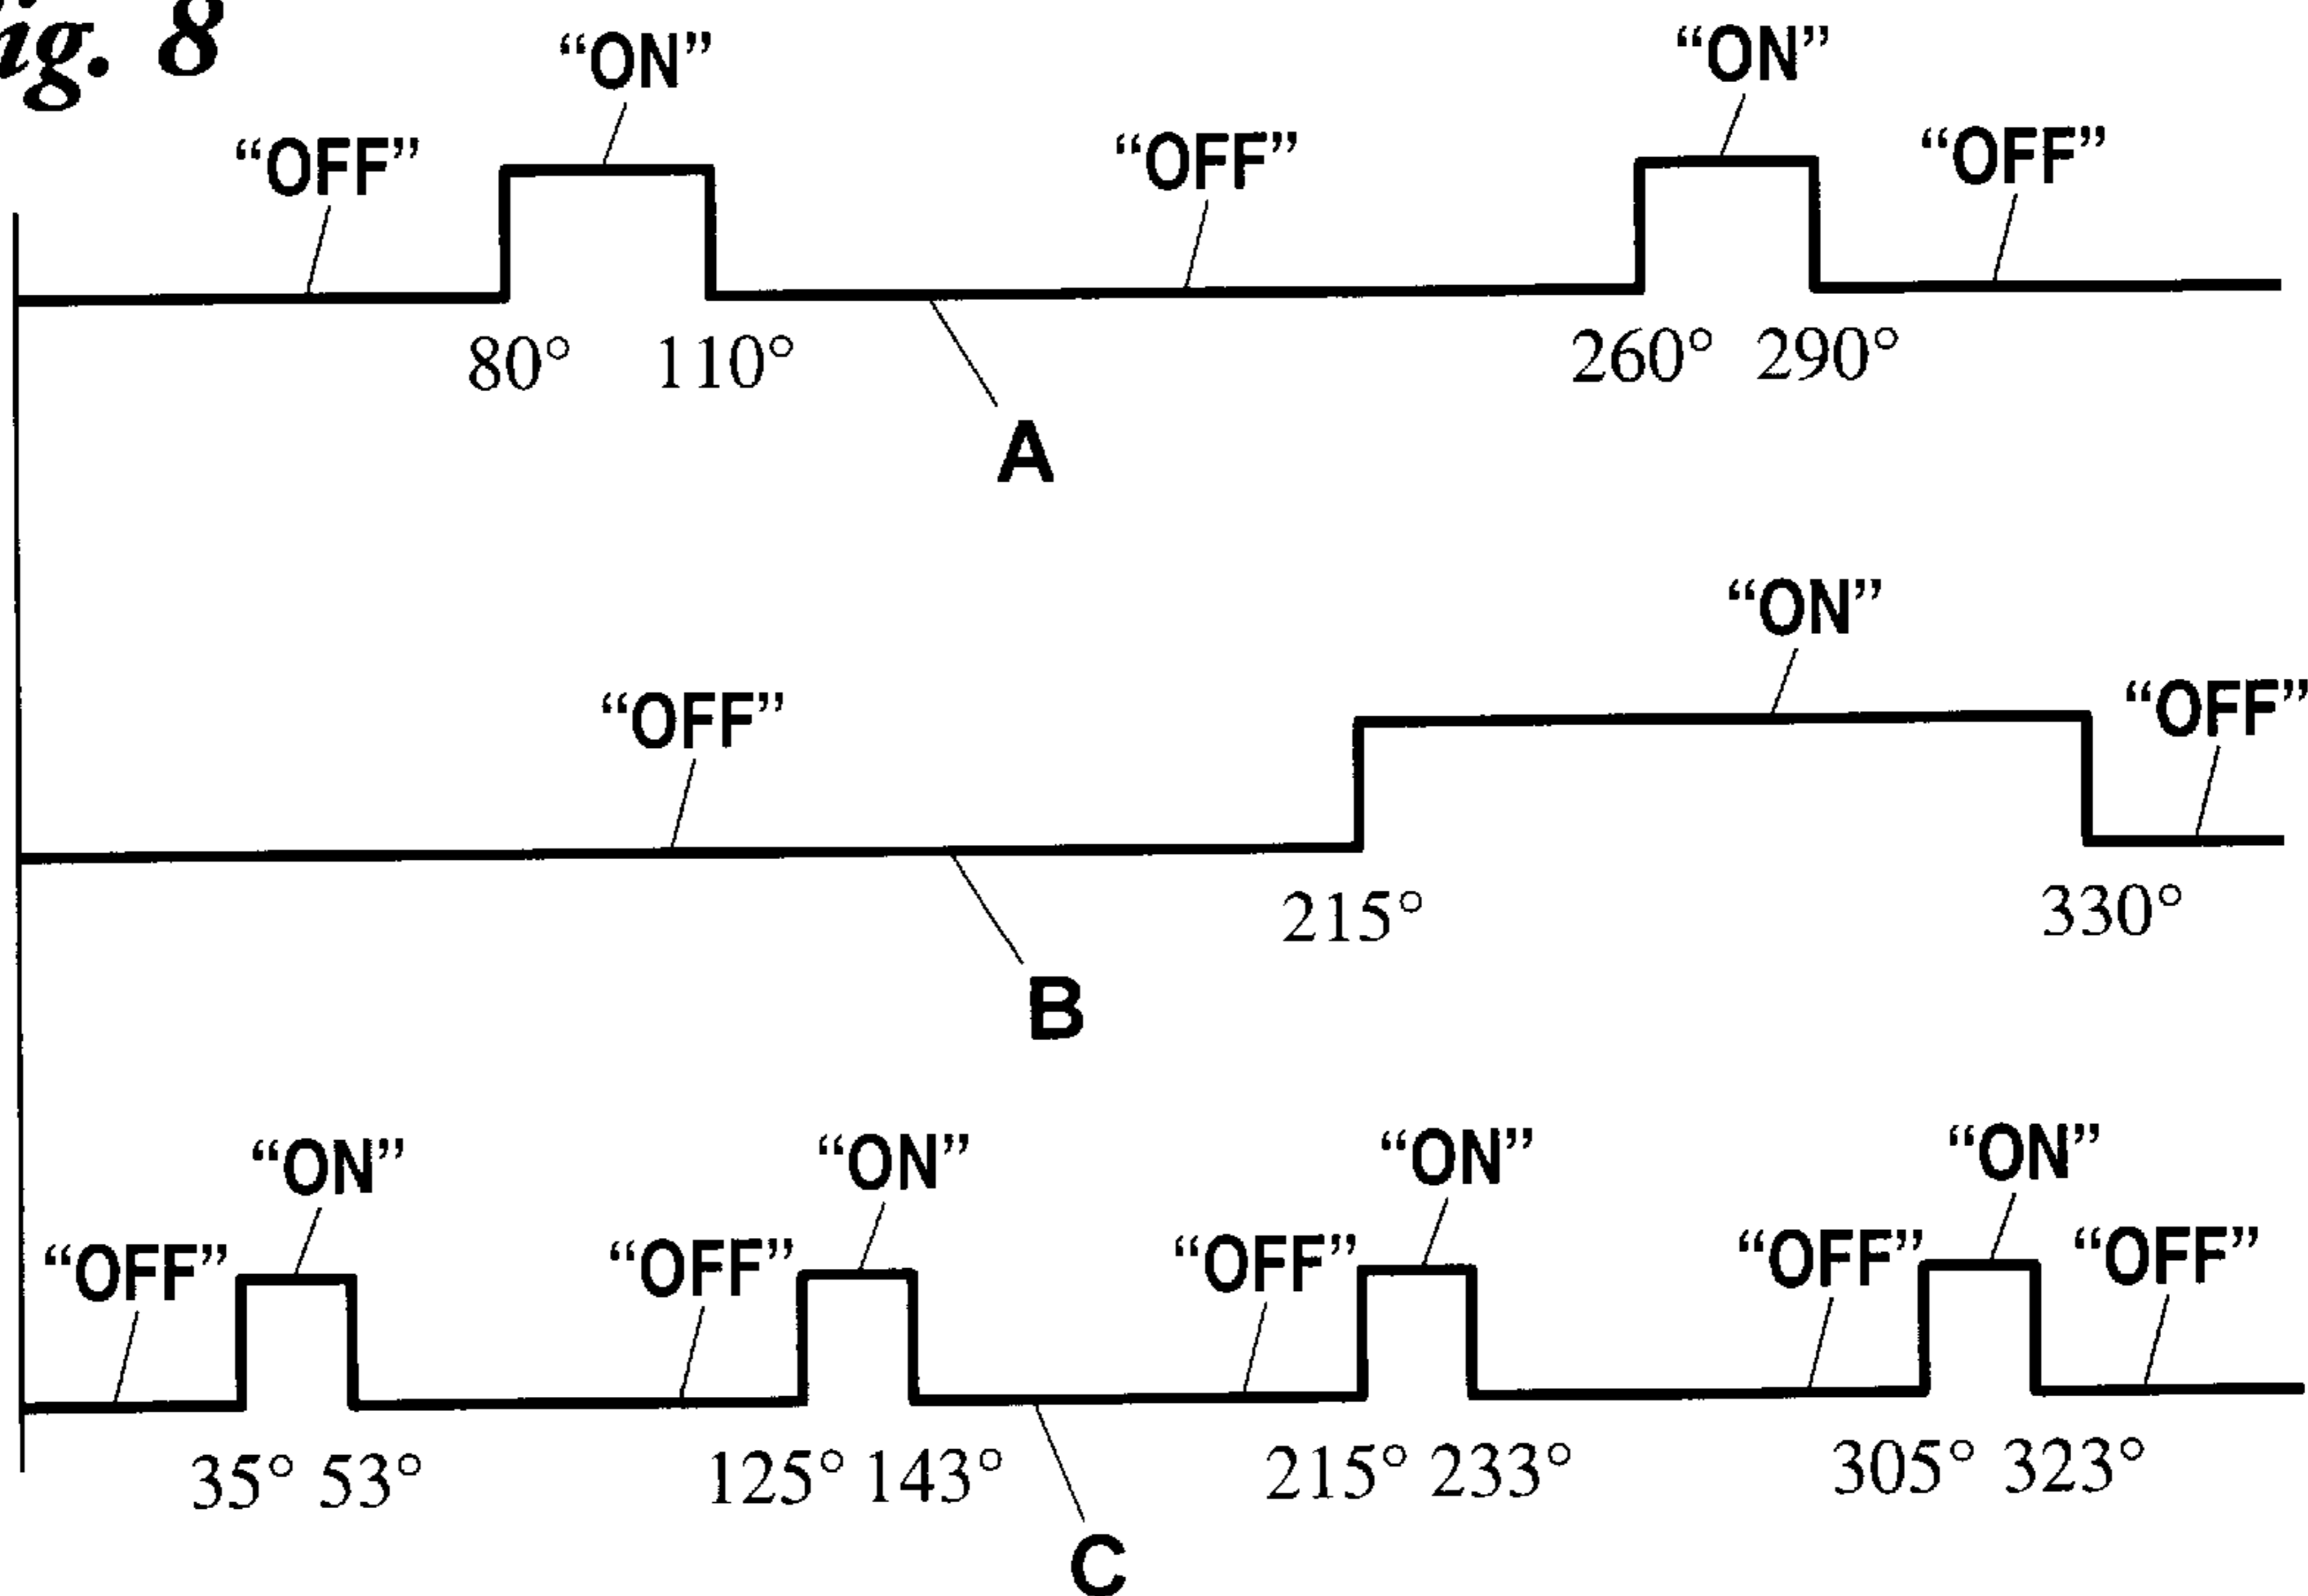 ig. 8
“ON” “ON”
“OFF” “OFF” “OFF”
80° 110° 260° 290°
A
“ON”
“OFF” “OFF”
215° 330°
B
“ON” “ON” “ON” “ON”
“OFF” “OFF” “OFF” “OFF” “OFF”
35° 53° 125° 143° 215° 233° 305° 323°
C